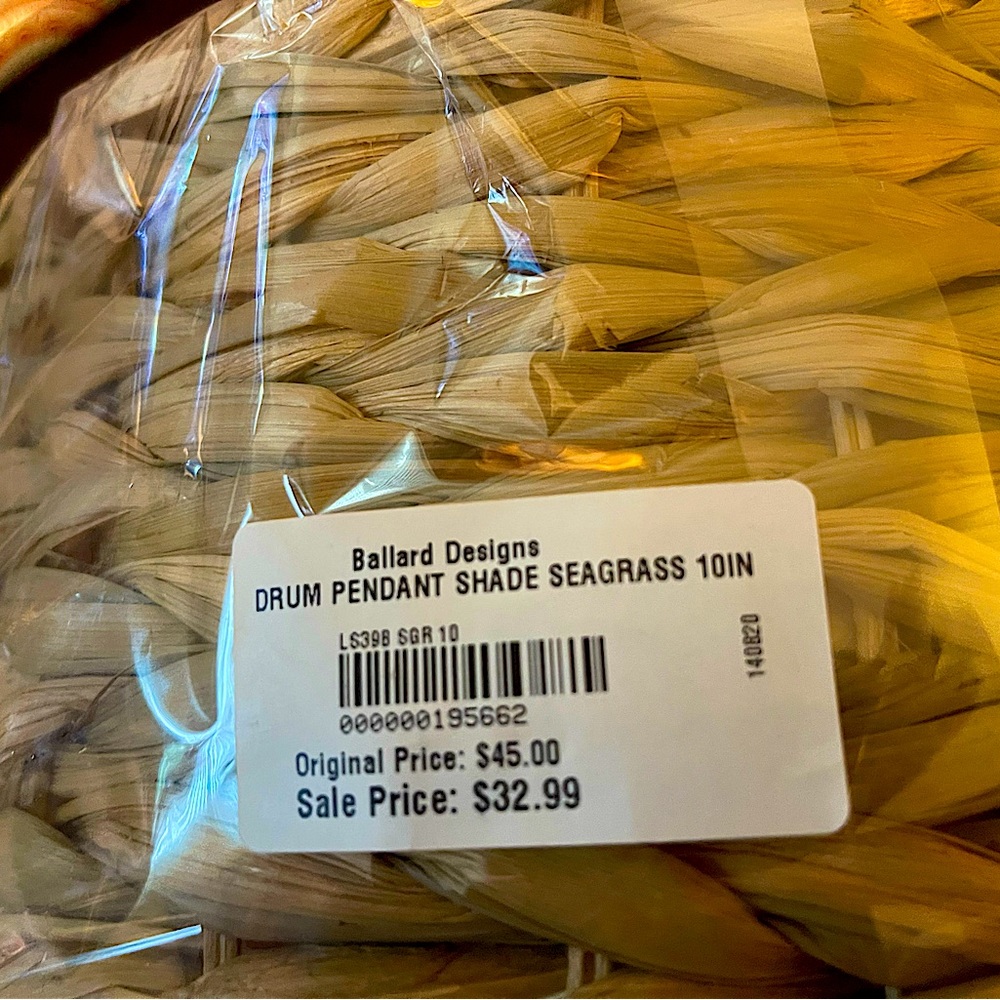 Ballard Designs
DRUM PENDANT SHADE SEAGRASS 10IN
LS39B SGR 10
000000195662
Original Price: $45.00
Sale Price: $32.99
140820